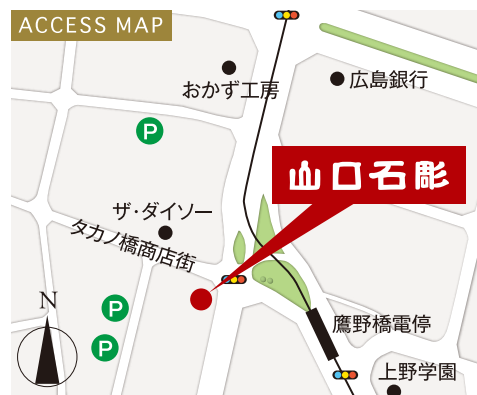 ACCESS MAP
おかず工房
広島銀行
P
山口石彫
ザ・ダイソー
タカノ橋商店街
N
P
鷹野橋電停
P
上野学園